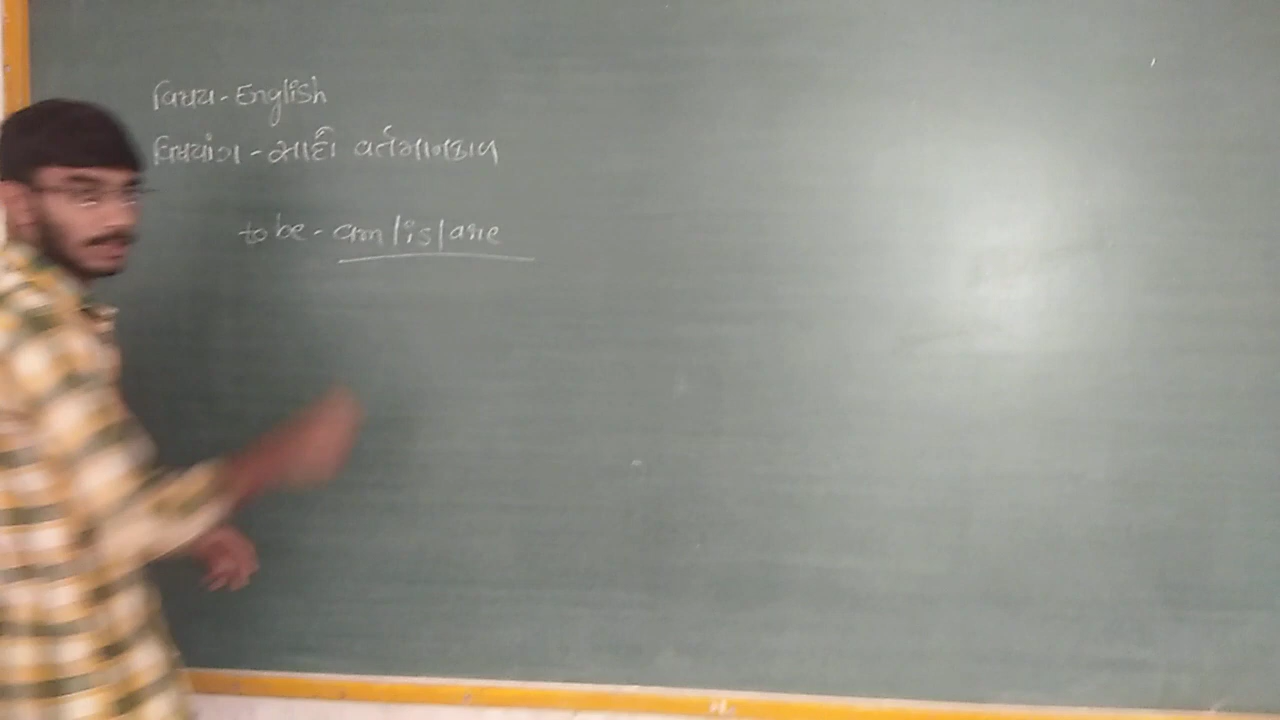 વિષય - English
વિષયાંગ - સાદો વર્તમાનકાળ
to be - am / is / are